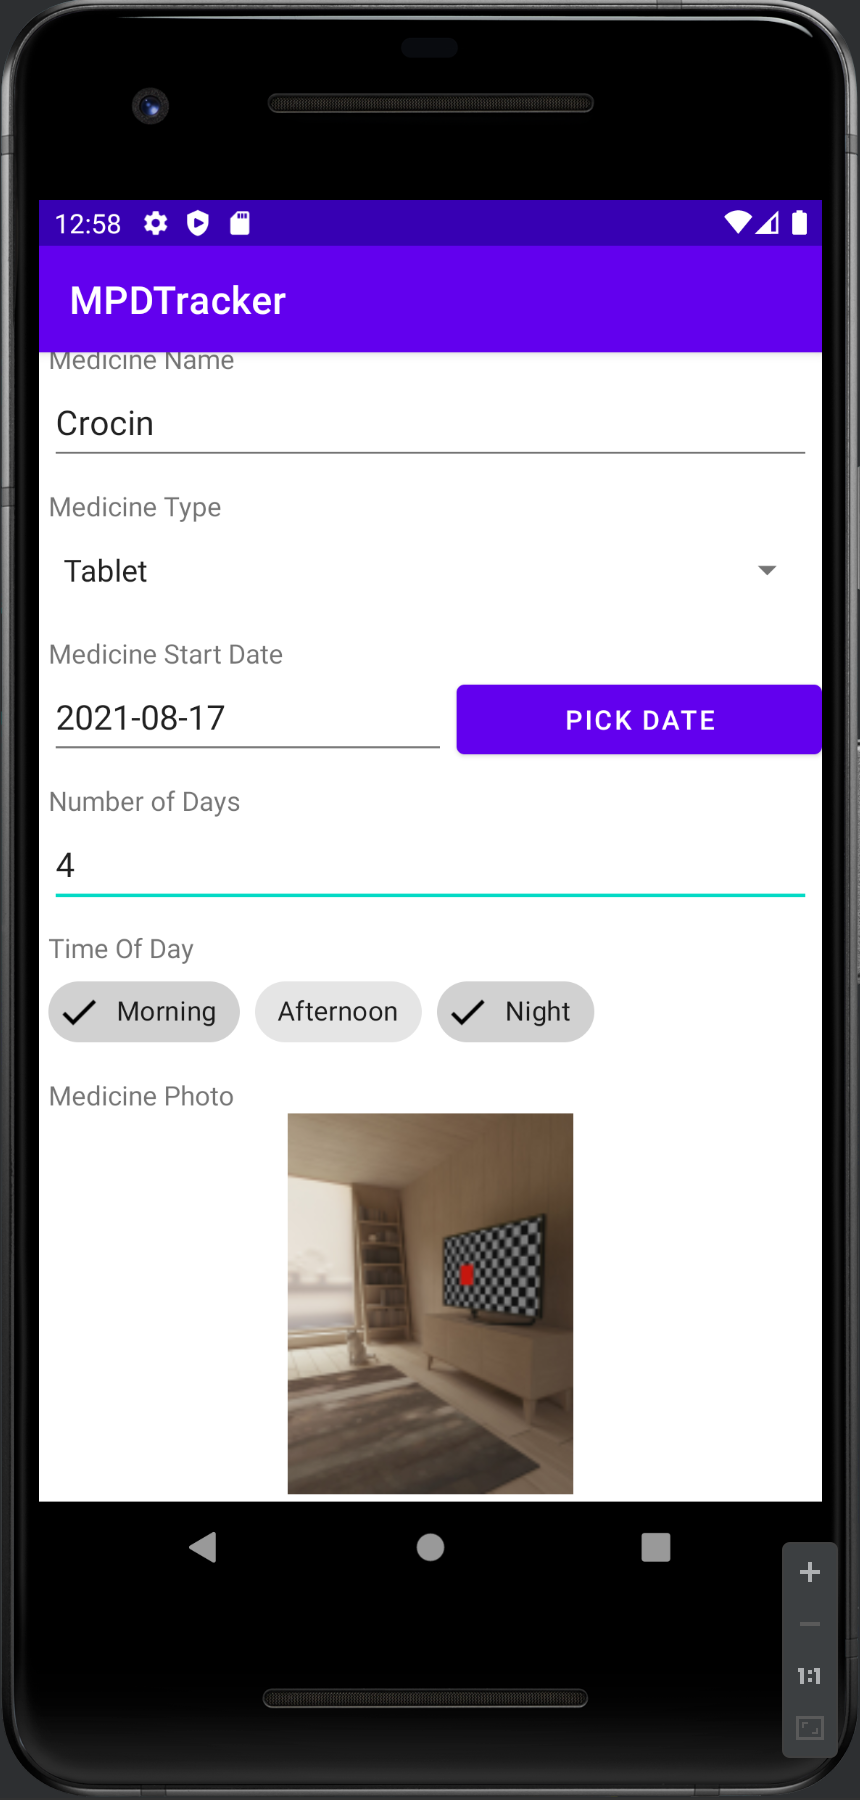 12:58
MPDTracker
Medicine Name
Crocin
Medicine Type
Tablet
Medicine Start Date
2021-08-17
PICK DATE
Number of Days
4
Time Of Day
Morning Afternoon Night
Medicine Photo
1:1